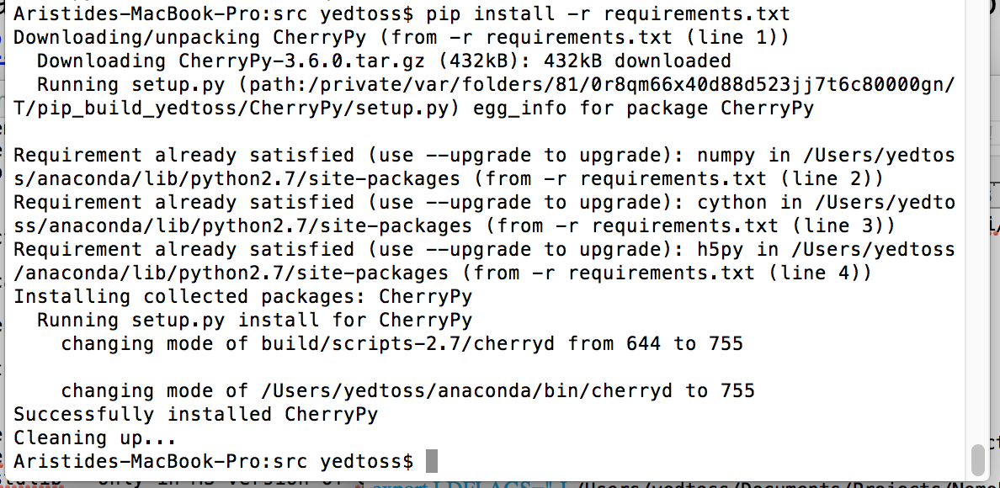 Aristides-MacBook-Pro:src yedtoss$ pip install -r requirements.txt
Downloading/unpacking CherryPy (from -r requirements.txt (line 1))
  Downloading CherryPy-3.6.0.tar.gz (432kB): 432kB downloaded
  Running setup.py (path:/private/var/folders/81/0r8qm66x40d88d523jj7t6c80000gn/
T/pip_build_yedtoss/CherryPy/setup.py) egg_info for package CherryPy

Requirement already satisfied (use --upgrade to upgrade): numpy in /Users/yedtos
s/anaconda/lib/python2.7/site-packages (from -r requirements.txt (line 2))
Requirement already satisfied (use --upgrade to upgrade): cython in /Users/yedto
ss/anaconda/lib/python2.7/site-packages (from -r requirements.txt (line 3))
Requirement already satisfied (use --upgrade to upgrade): h5py in /Users/yedtoss
/anaconda/lib/python2.7/site-packages (from -r requirements.txt (line 4))
Installing collected packages: CherryPy
  Running setup.py install for CherryPy
    changing mode of build/scripts-2.7/cherryd from 644 to 755

    changing mode of /Users/yedtoss/anaconda/bin/cherryd to 755
Successfully installed CherryPy
Cleaning up...
Aristides-MacBook-Pro:src yedtoss$